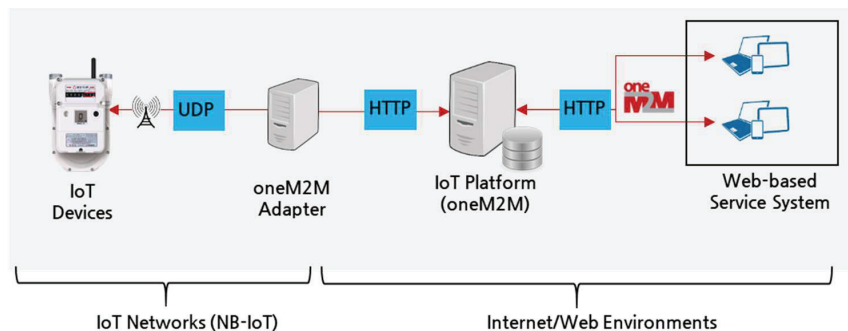 UDP
HTTP
HTTP
one
M2M
IoT
Devices
oneM2M
Adapter
IoT Platform
(oneM2M)
Web-based
Service System
IoT Networks (NB-IoT)
Internet/Web Environments